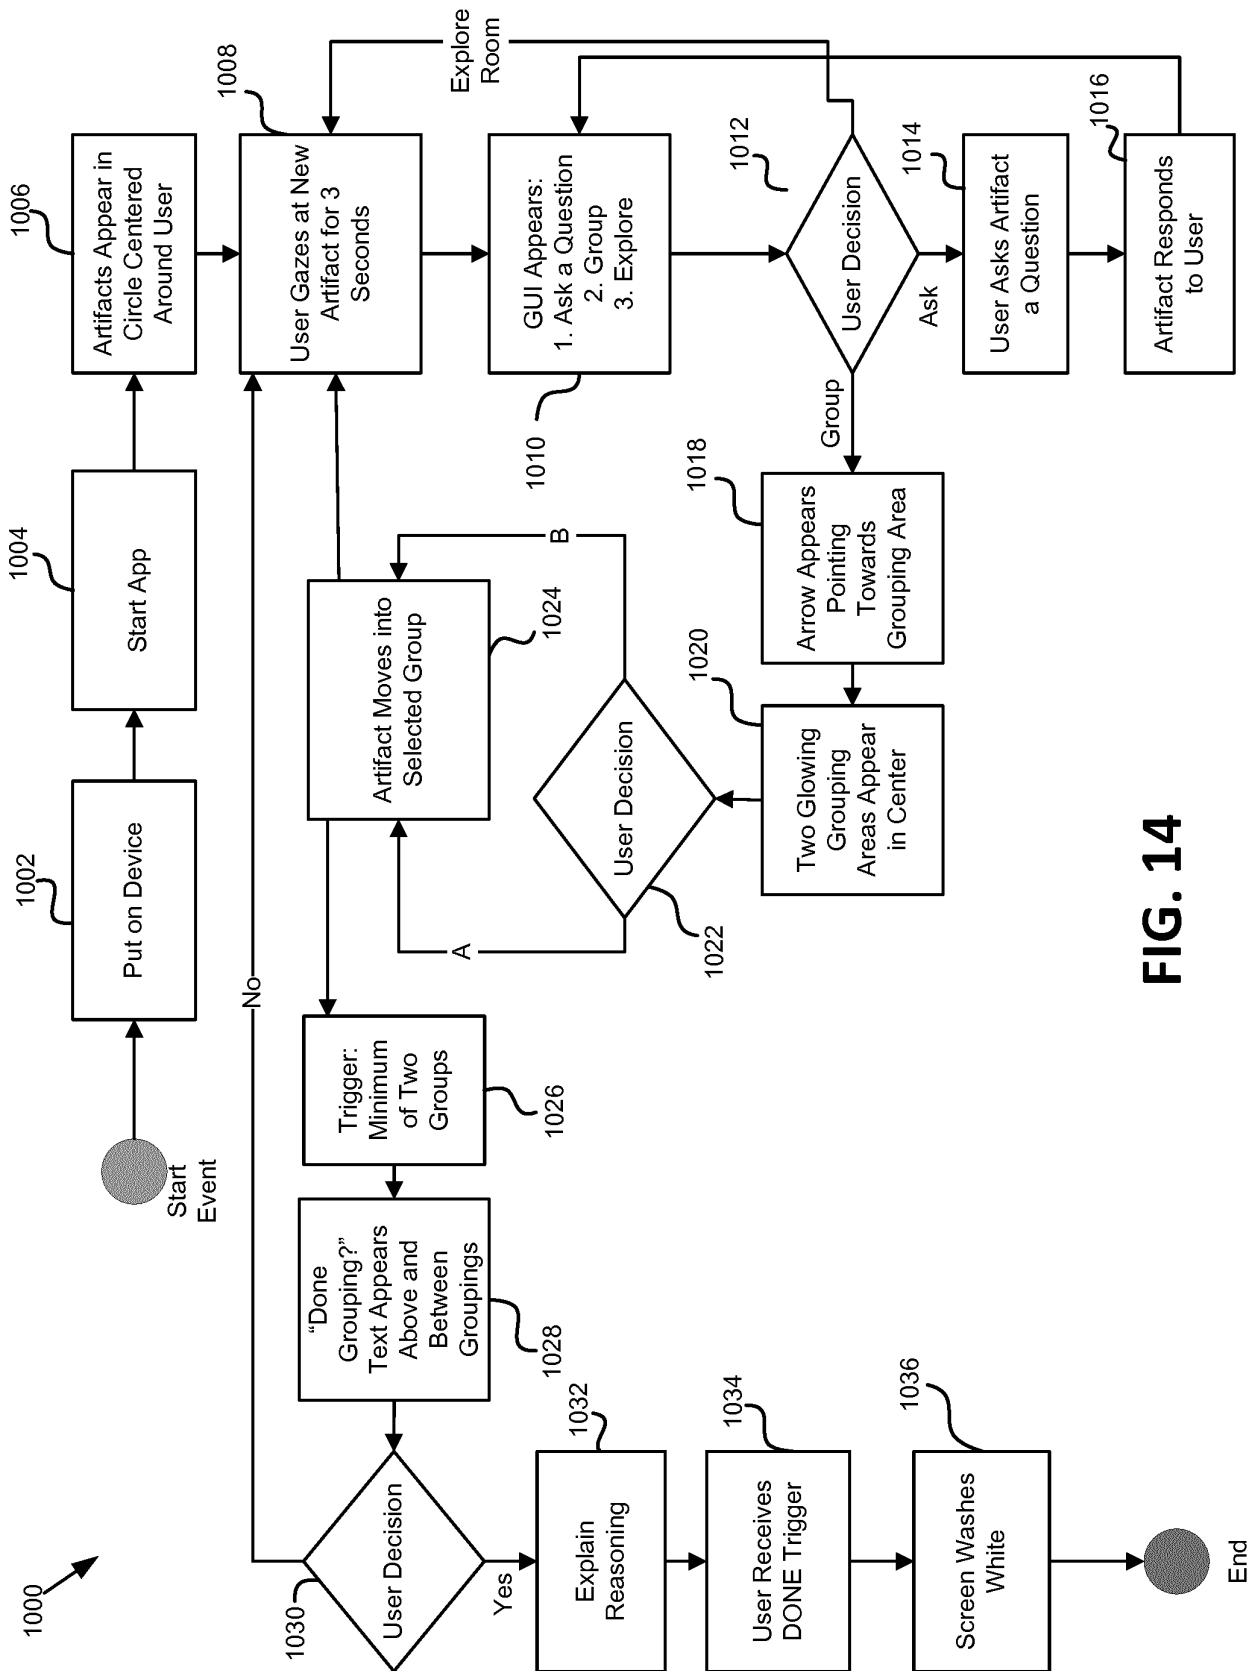 1000
Start
Event
1002
Put on Device
1004
Start App
1006
Artifacts Appear in
Circle Centered
Around User
1008
User Gazes at New
Artifact for 3
Seconds
Explore
Room
No
1010
GUI Appears:
1. Ask a Question
2. Group
3. Explore
1012
User Decision
Ask
1014
User Asks Artifact
a Question
1016
Artifact Responds
to User
Group
1018
Arrow Appears
Pointing
Towards
Grouping Area
1020
Two Glowing
Grouping
Areas Appear
in Center
1022
User Decision
A
B
1024
Artifact Moves into
Selected Group
1026
Trigger:
Minimum
of Two
Groups
1028
“Done
Grouping?”
Text Appears
Above and
Between
Groupings
1030
User Decision
Yes
1032
Explain
Reasoning
1034
User Receives
DONE Trigger
1036
Screen Washes
White
End
FIG. 14